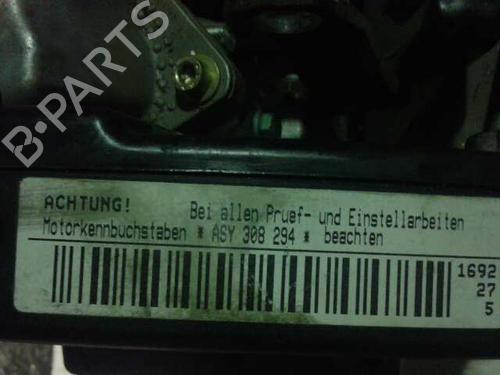 B-PARTS
ACHTUNG! Bei allen Pruef- und Einstellarbeiten
Motorkennbuchstaben * ASY 308 294 * beachten
1692
27
5